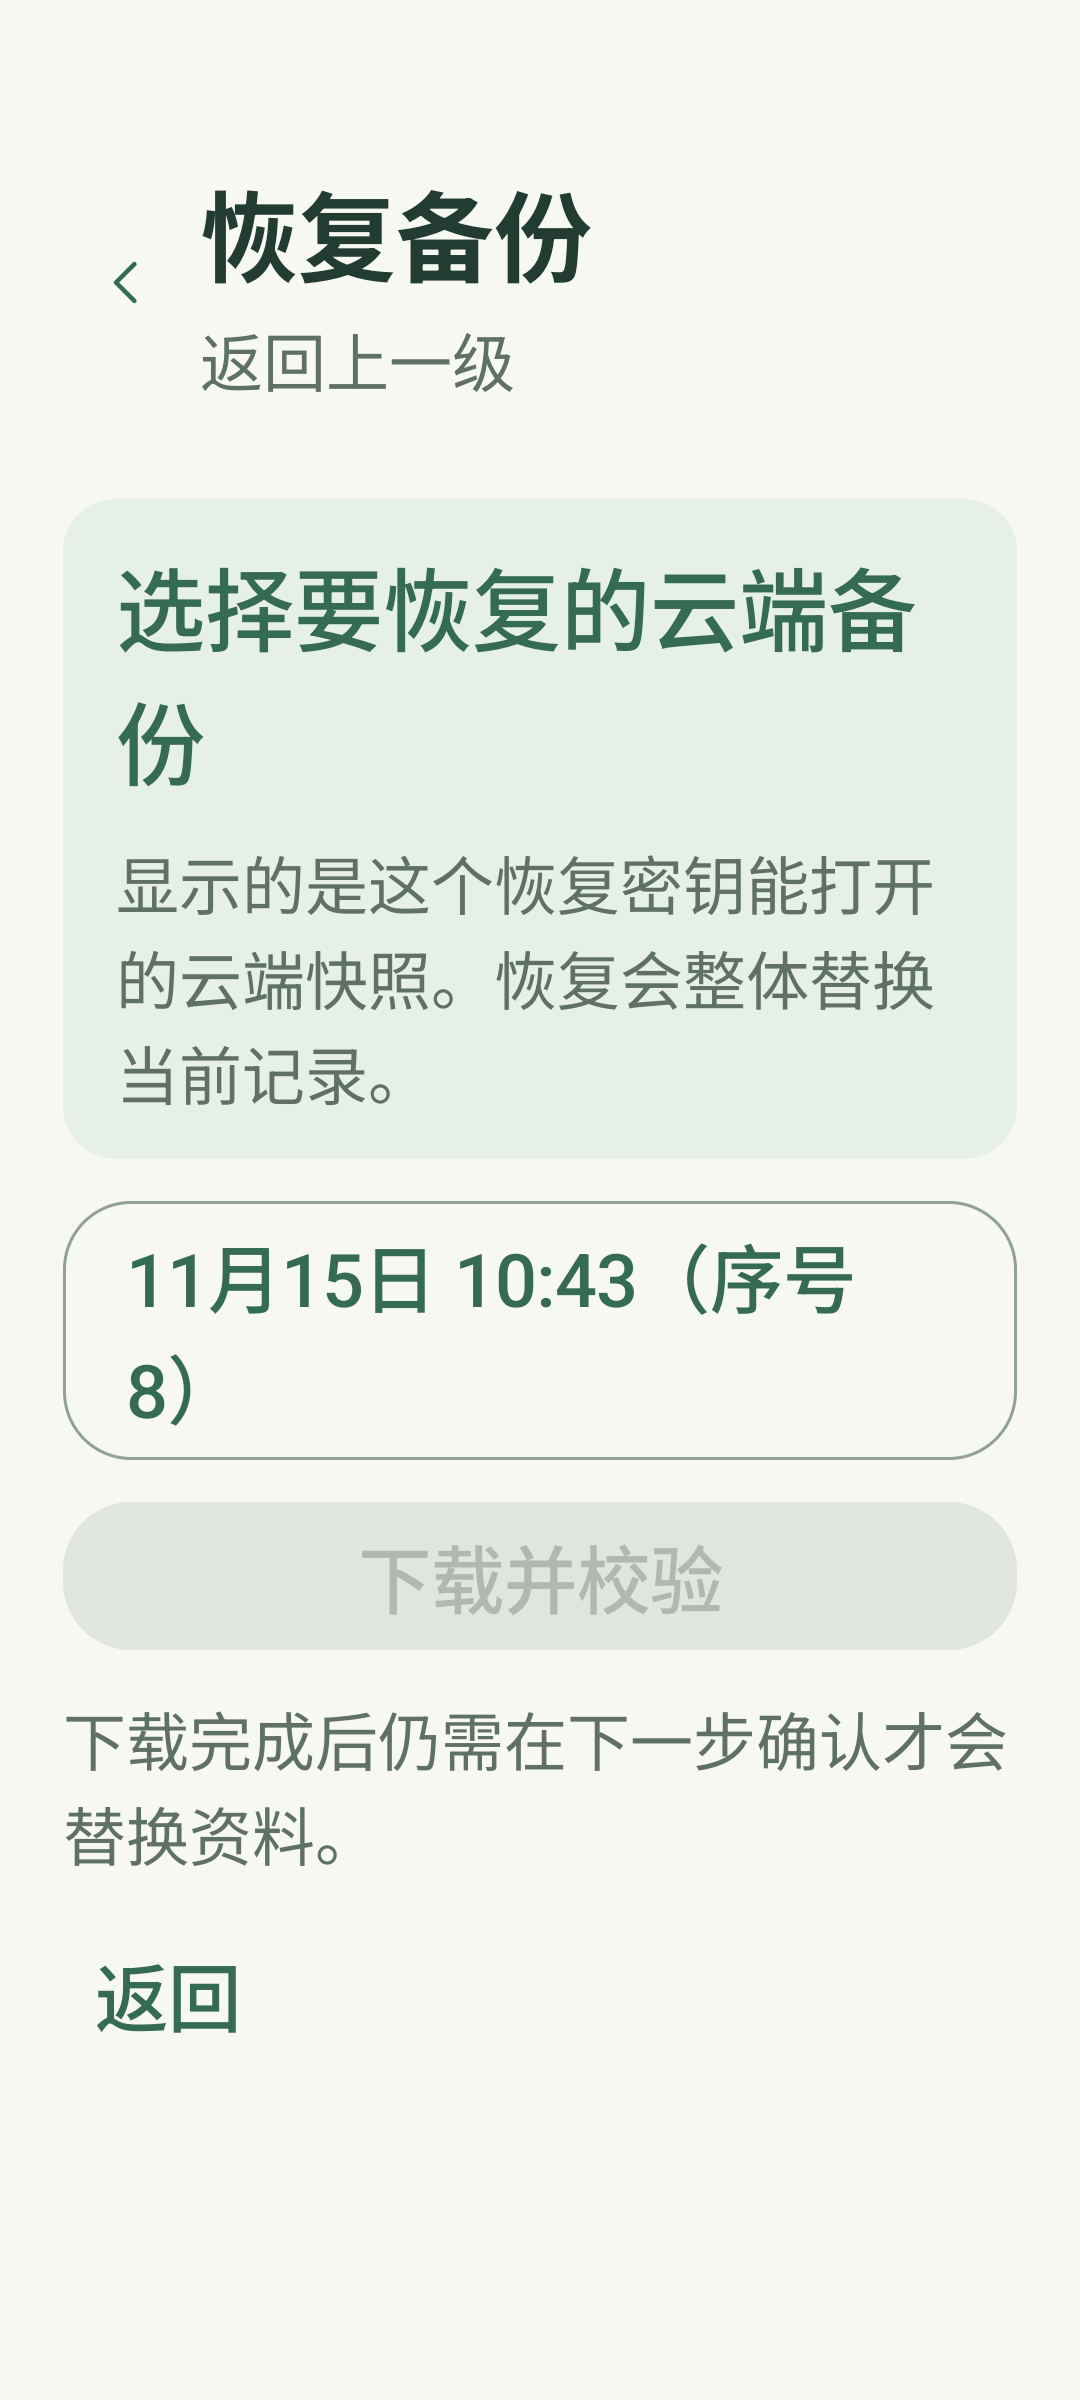 恢复备份
返回上一级
选择要恢复的云端备
份
显示的是这个恢复密钥能打开
的云端快照。恢复会整体替换
当前记录。
11月15日 10:43（序号
8）
下载并校验
下载完成后仍需在下一步确认才会
替换资料。
返回